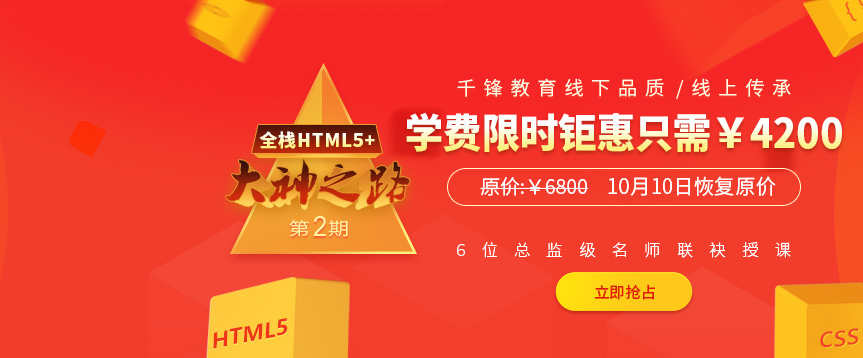 千锋教育线下品质/线上传承
全栈HTML5+
学费限时钜惠只需￥4200
大神之路
原价:￥6800 10月10日恢复原价
第2期
6位总监级名师联袂授课
立即抢占
HTML5
CSS